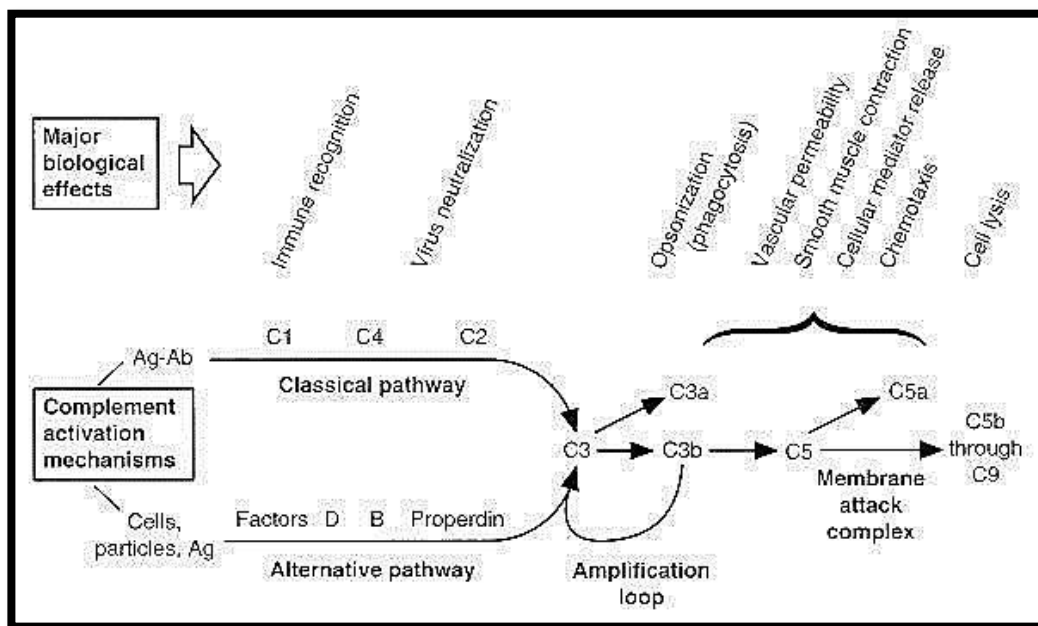 Major
biological
effects
Immune recognition
Virus neutralization
Opsonization
(phagocytosis)
Vascular permeability
Smooth muscle contraction
Cellular mediator release
Chemotaxis
Cell lysis
C1 C4 C2
Ag-Ab
Classical pathway
Complement
activation
mechanisms
C3a
C5a
C3
C3b
C5
C5b
through
C9
Membrane
attack
complex
Cells,
particles, Ag
Factors D B Properdin
Alternative pathway
Amplification
loop